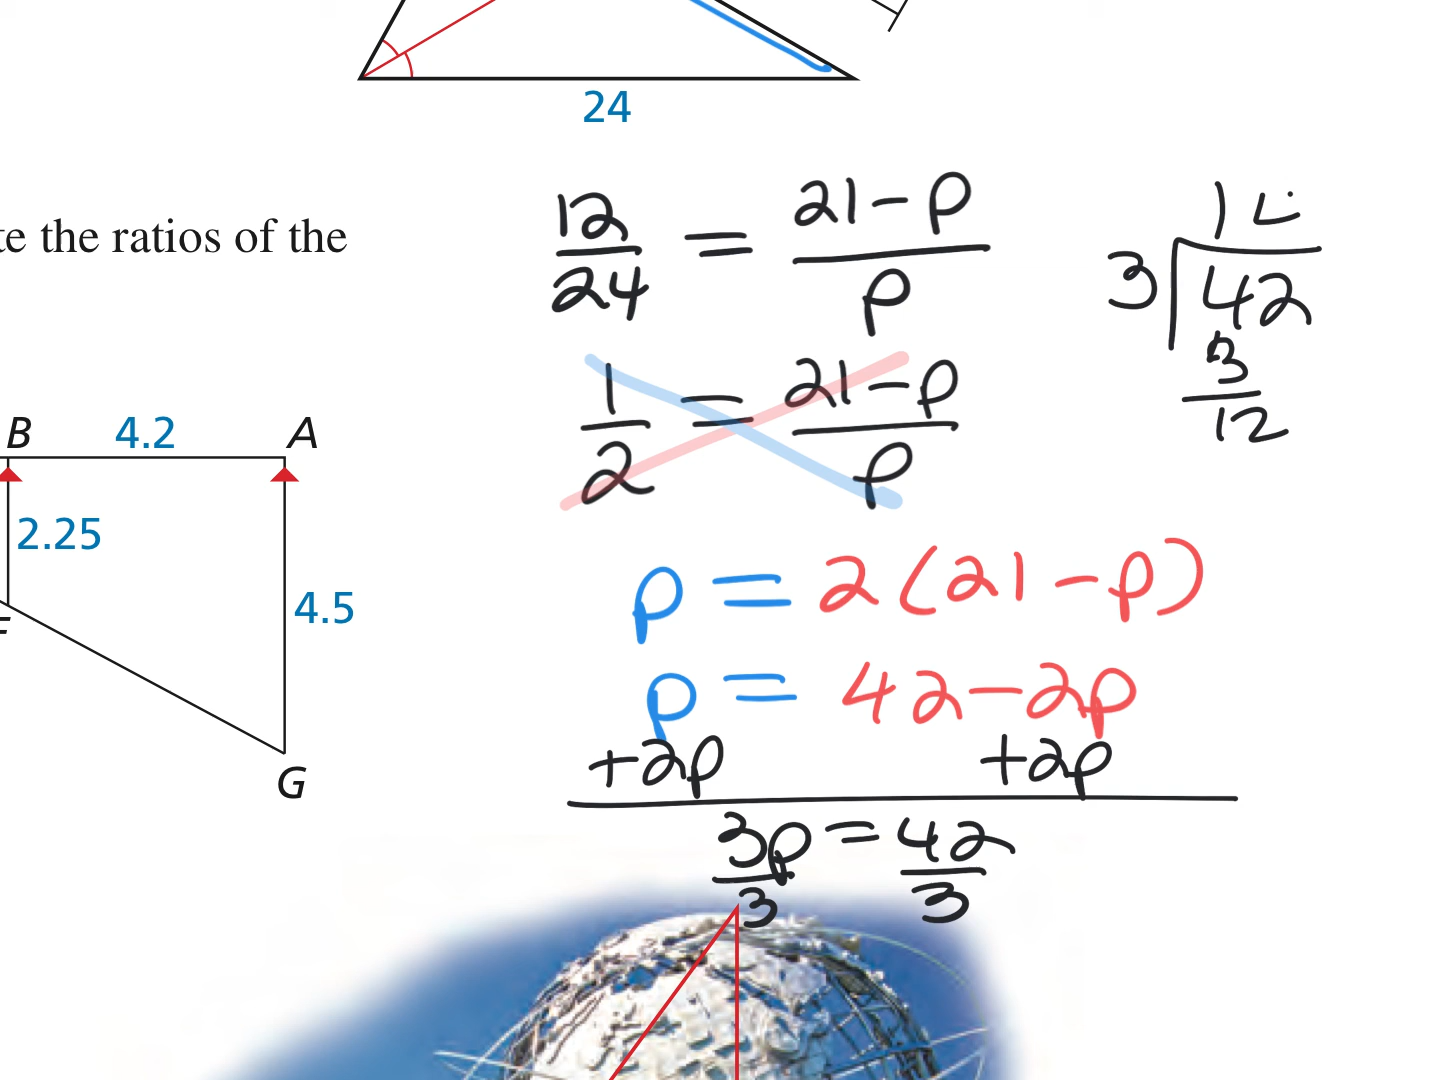 24
12/24 = 21-p/p
te the ratios of the
3 42
3
12
1/2 = 21-p/p
B 4.2 A
2.25
4.5
G
p = 2(21-p)
p = 42-2p
+2p +2p
3p/3 = 42/3